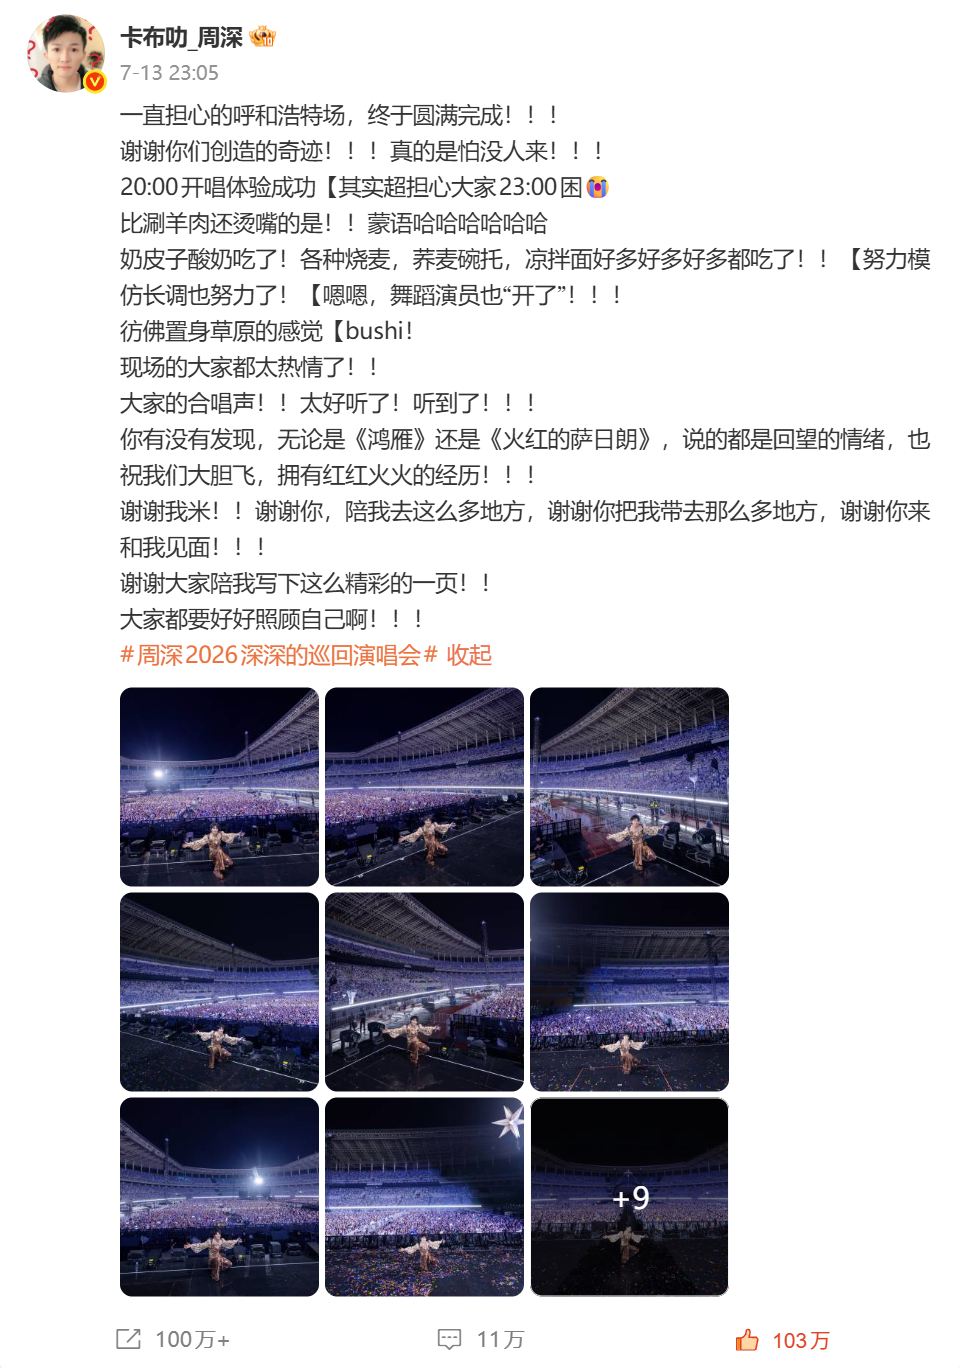 卡布叻_周深
7-13 23:05
一直担心的呼和浩特场，终于圆满完成！！！
谢谢你们创造的奇迹！！！真的是怕没人来！！！
20:00开唱体验成功【其实超担心大家23:00困😭
比涮羊肉还烫嘴的是！！蒙语哈哈哈哈哈哈
奶皮子酸奶吃了！各种烧麦，荞麦碗托，凉拌面好多好多好多都吃了！！【努力模
仿长调也努力了！【嗯嗯，舞蹈演员也“开了”！！！
彷佛置身草原的感觉【bushi！
现场的大家都太热情了！！
大家的合唱声！！太好听了！听到了！！！
你有没有发现，无论是《鸿雁》还是《火红的萨日朗》，说的都是回望的情绪，也
祝我们大胆飞，拥有红红火火的经历！！！
谢谢我米！！谢谢你，陪我去这么多地方，谢谢你把我带去那么多地方，谢谢你来
和我见面！！！
谢谢大家陪我写下这么精彩的一页！！
大家都要好好照顾自己啊！！！
#周深2026深深的巡回演唱会# 收起
+9
100万+ 11万 103万